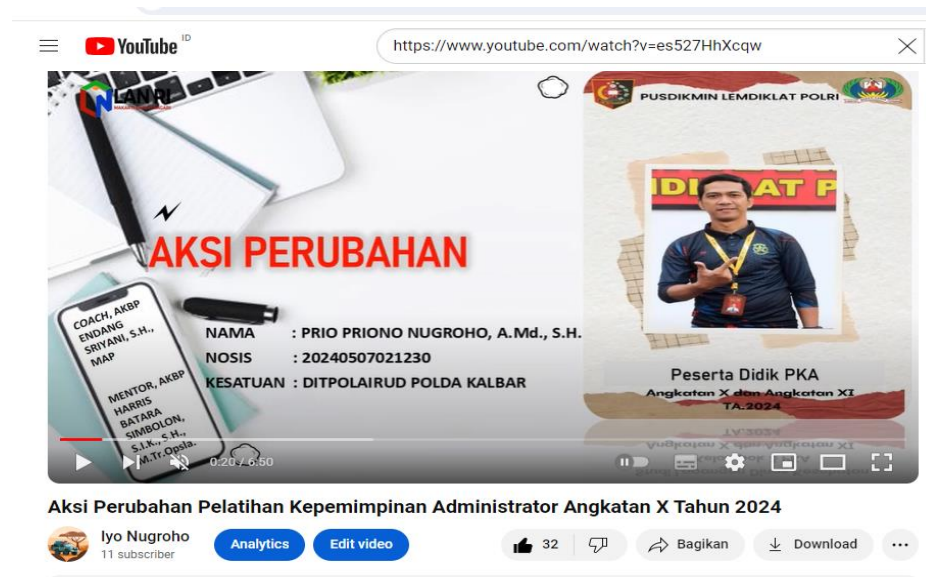 YouTube ID
https://www.youtube.com/watch?v=es527HhXcqw
LAN RI
PUSDIKMIN LEMDIKLAT POLRI
AKSI PERUBAHAN
COACH, AKBP
ENDANG
SRIYANI, S.H.,
MAP
MENTOR, AKBP
HARRIS
BATARA
SIMBOLON,
S.I.K., S.H.,
M.Tr.Opsla.
NAMA : PRIO PRIONO NUGROHO, A.Md., S.H.
NOSIS : 20240507021230
KESATUAN : DITPOLAIRUD POLDA KALBAR
Peserta Didik PKA
Angkatan X dan Angkatan XI
TA.2024
0:20 / 6:50
Aksi Perubahan Pelatihan Kepemimpinan Administrator Angkatan X Tahun 2024
Iyo Nugroho
11 subscriber
Analytics
Edit video
32
Bagikan
Download